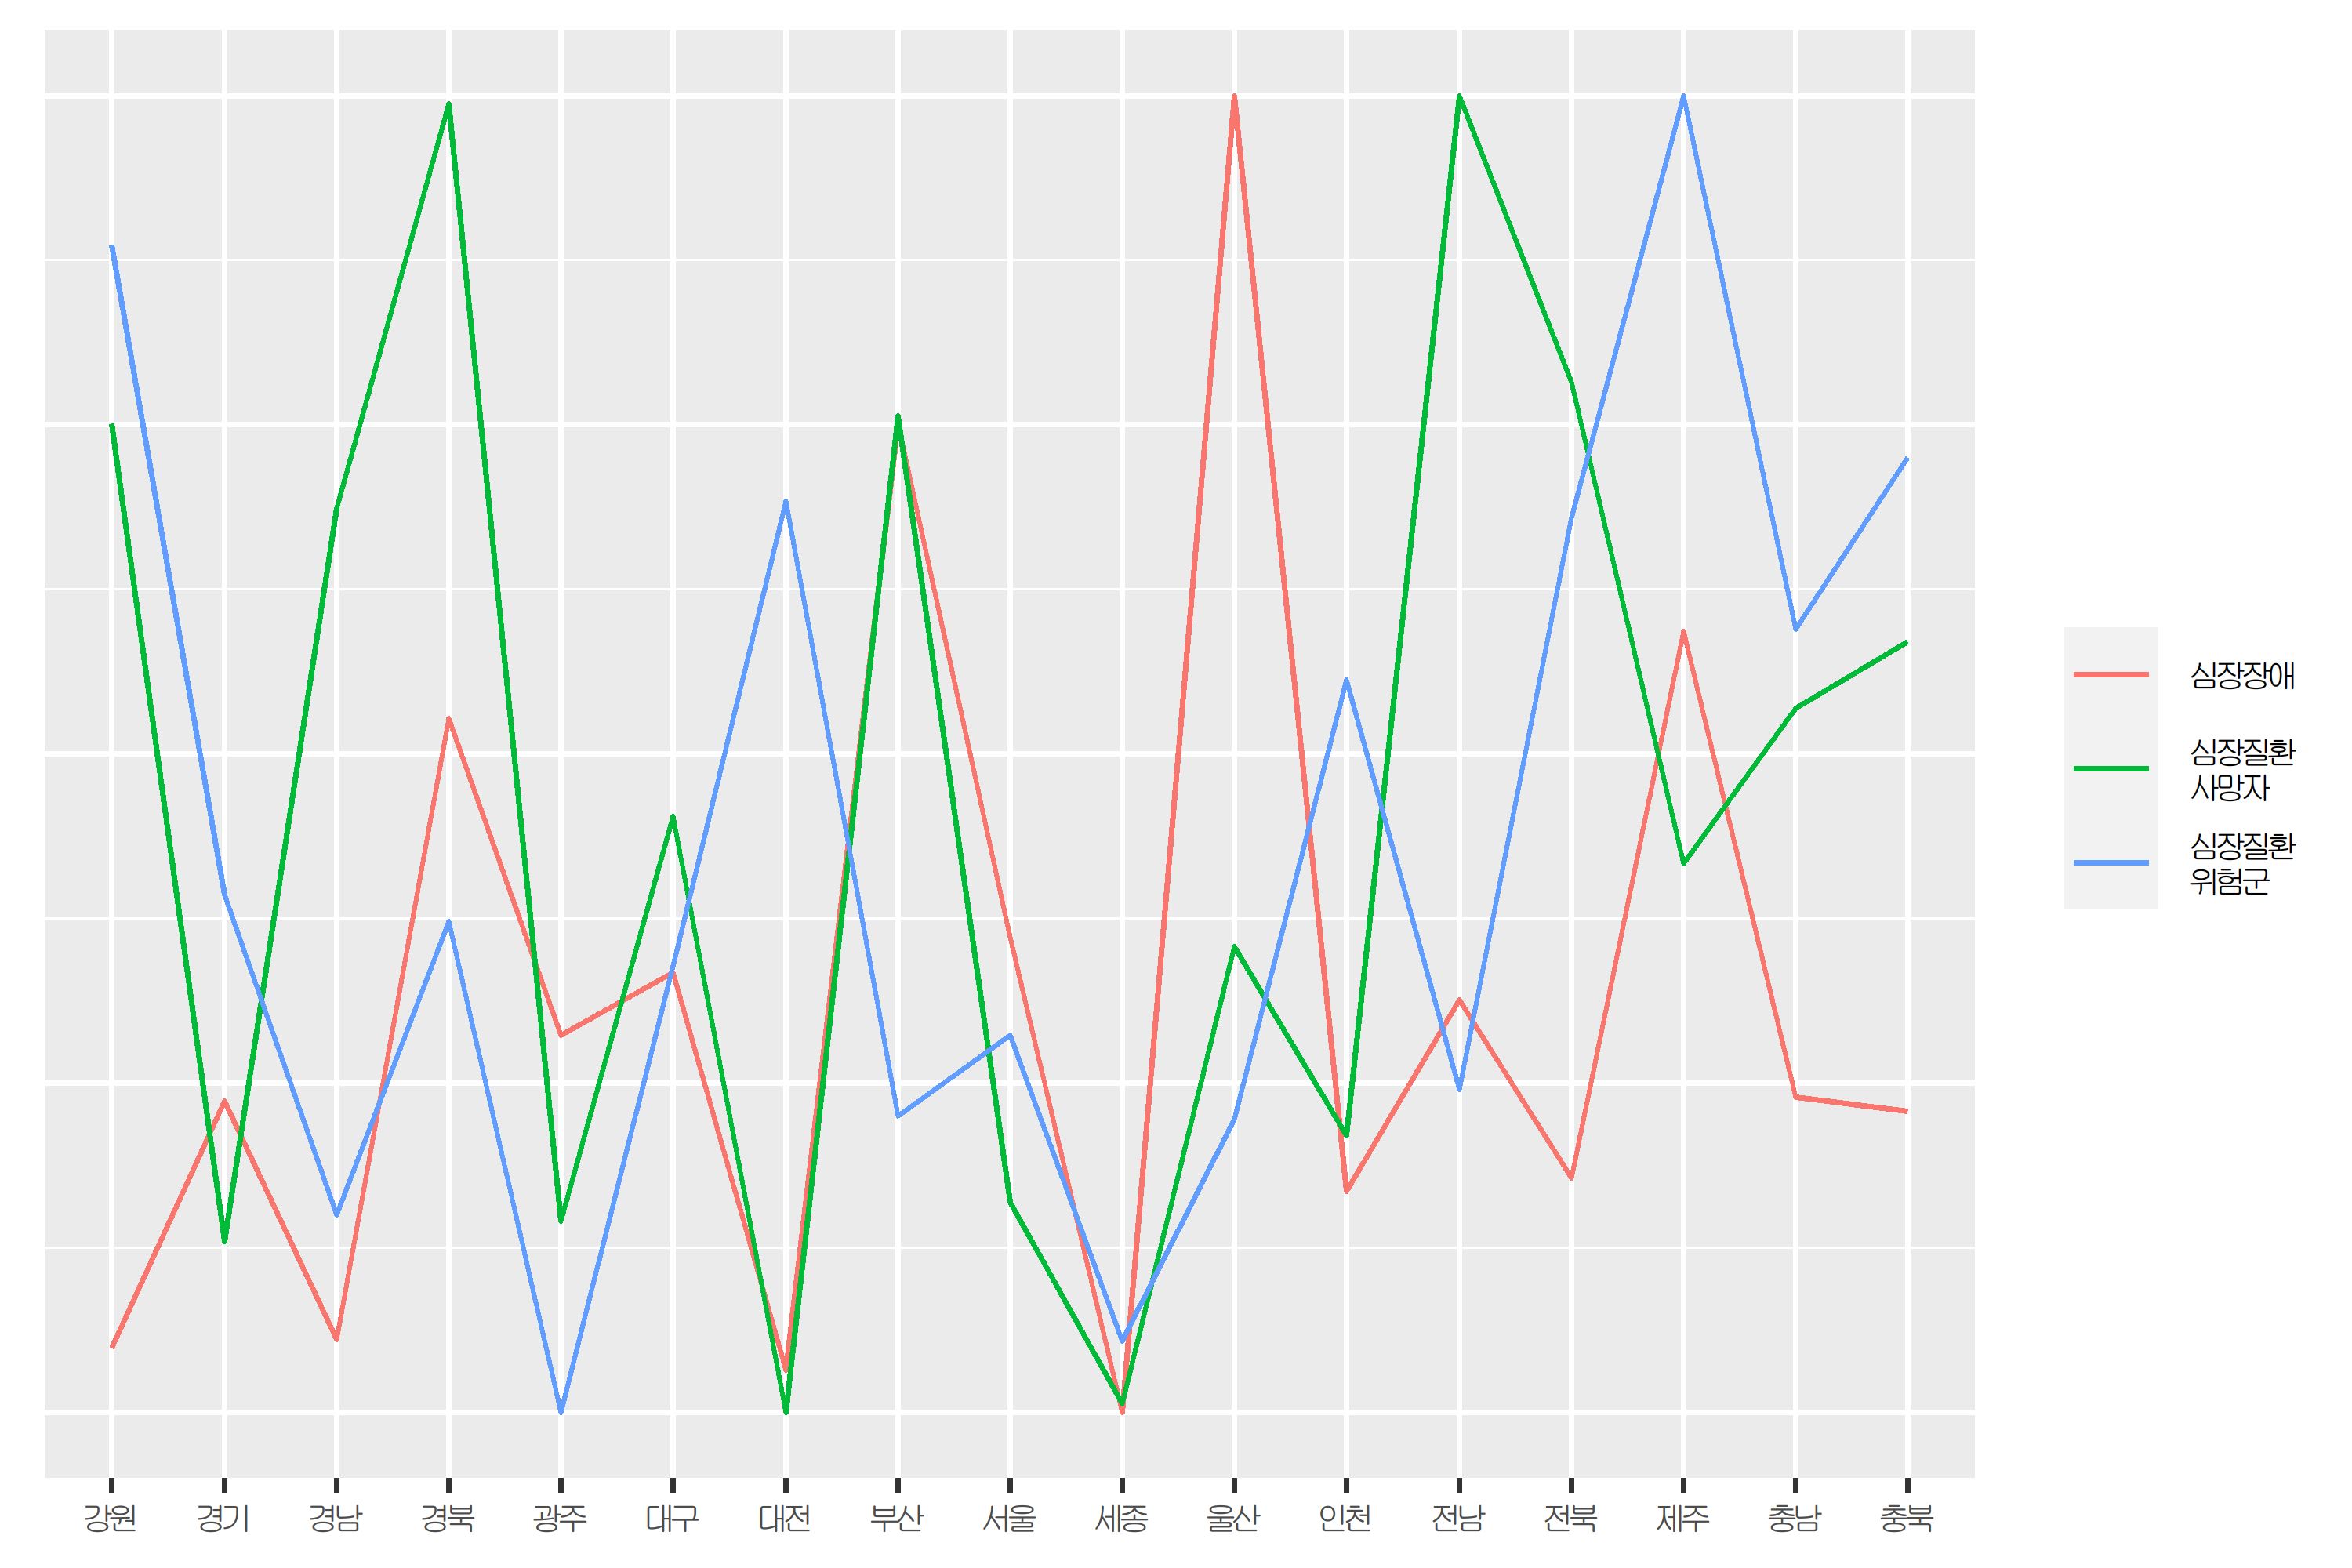 심장장애
심장질환
사망자
심장질환
위험군
강원 경기 경남 경북 광주 대구 대전 부산 서울 세종 울산 인천 전남 전북 제주 충남 충북